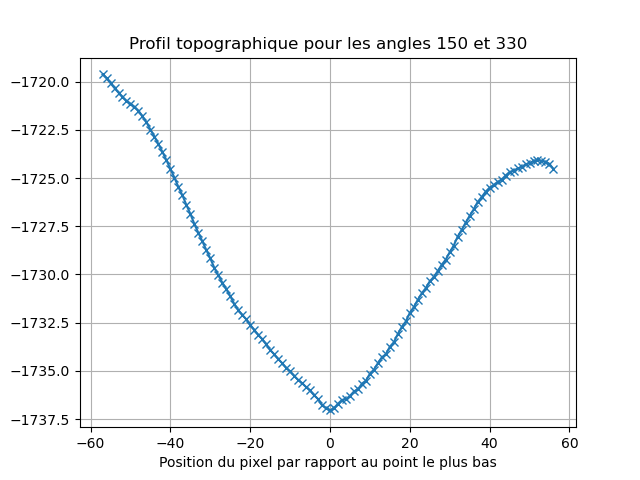 Profil topographique pour les angles 150 et 330
−1720.0
−1722.5
−1725.0
−1727.5
−1730.0
−1732.5
−1735.0
−1737.5
−60 −40 −20 0 20 40 60
Position du pixel par rapport au point le plus bas